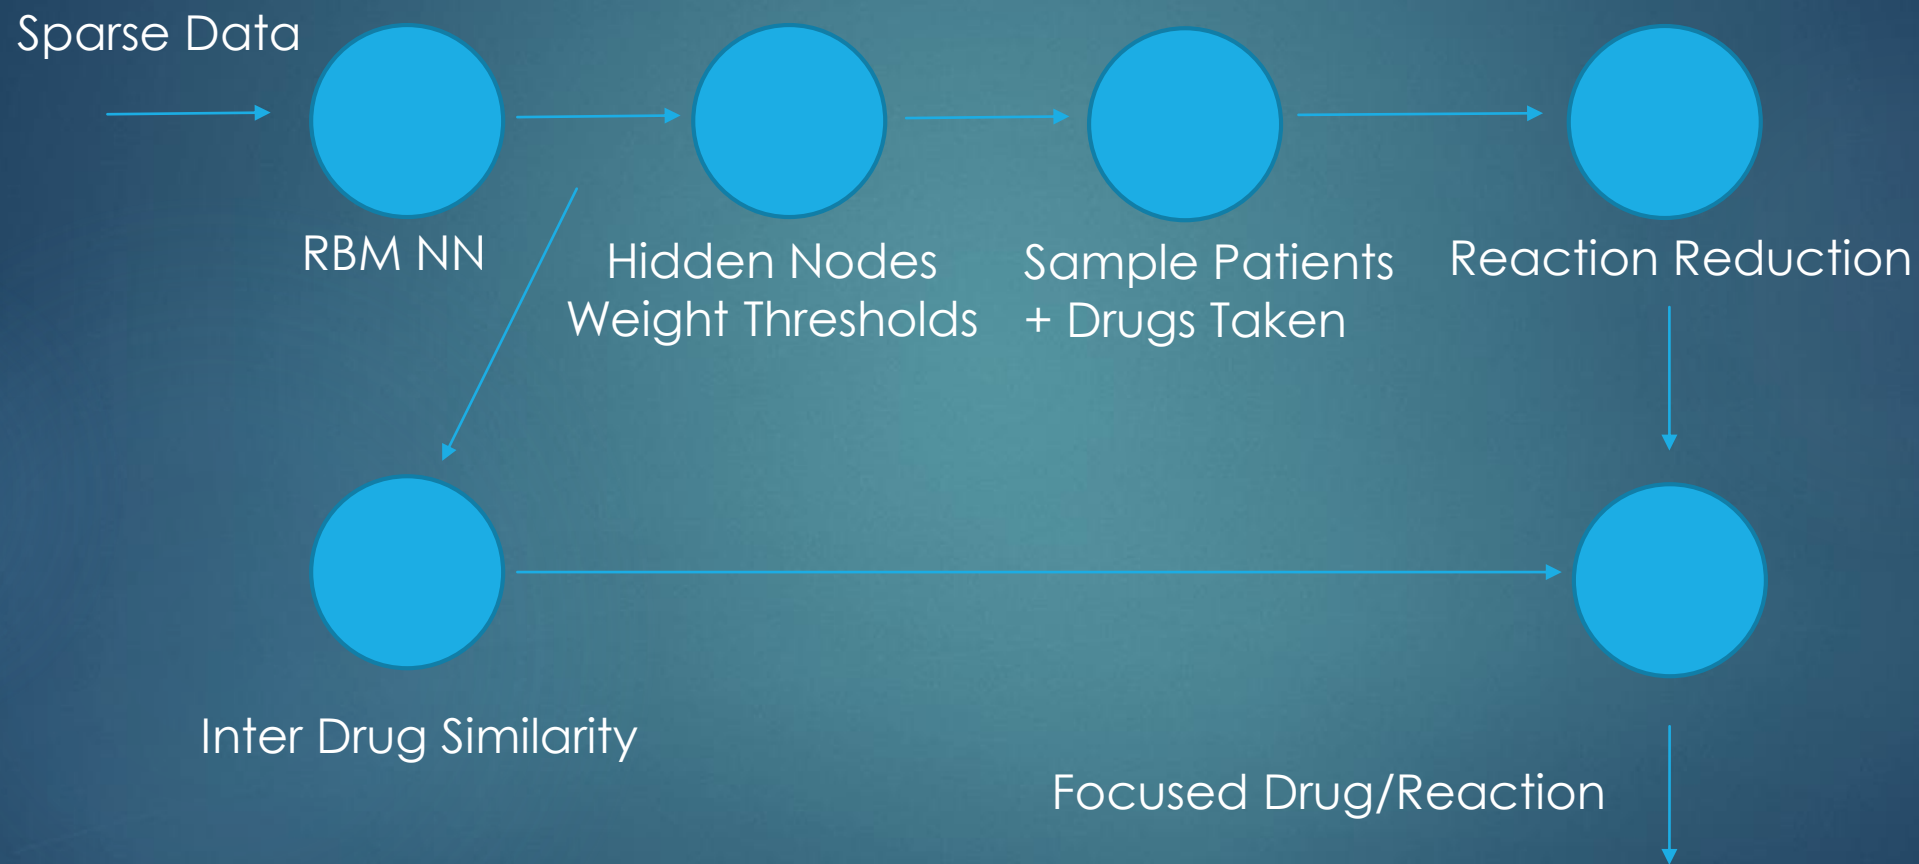 Sparse Data
RBM NN
Hidden Nodes
Weight Thresholds
Sample Patients
+ Drugs Taken
Reaction Reduction
Inter Drug Similarity
Focused Drug/Reaction